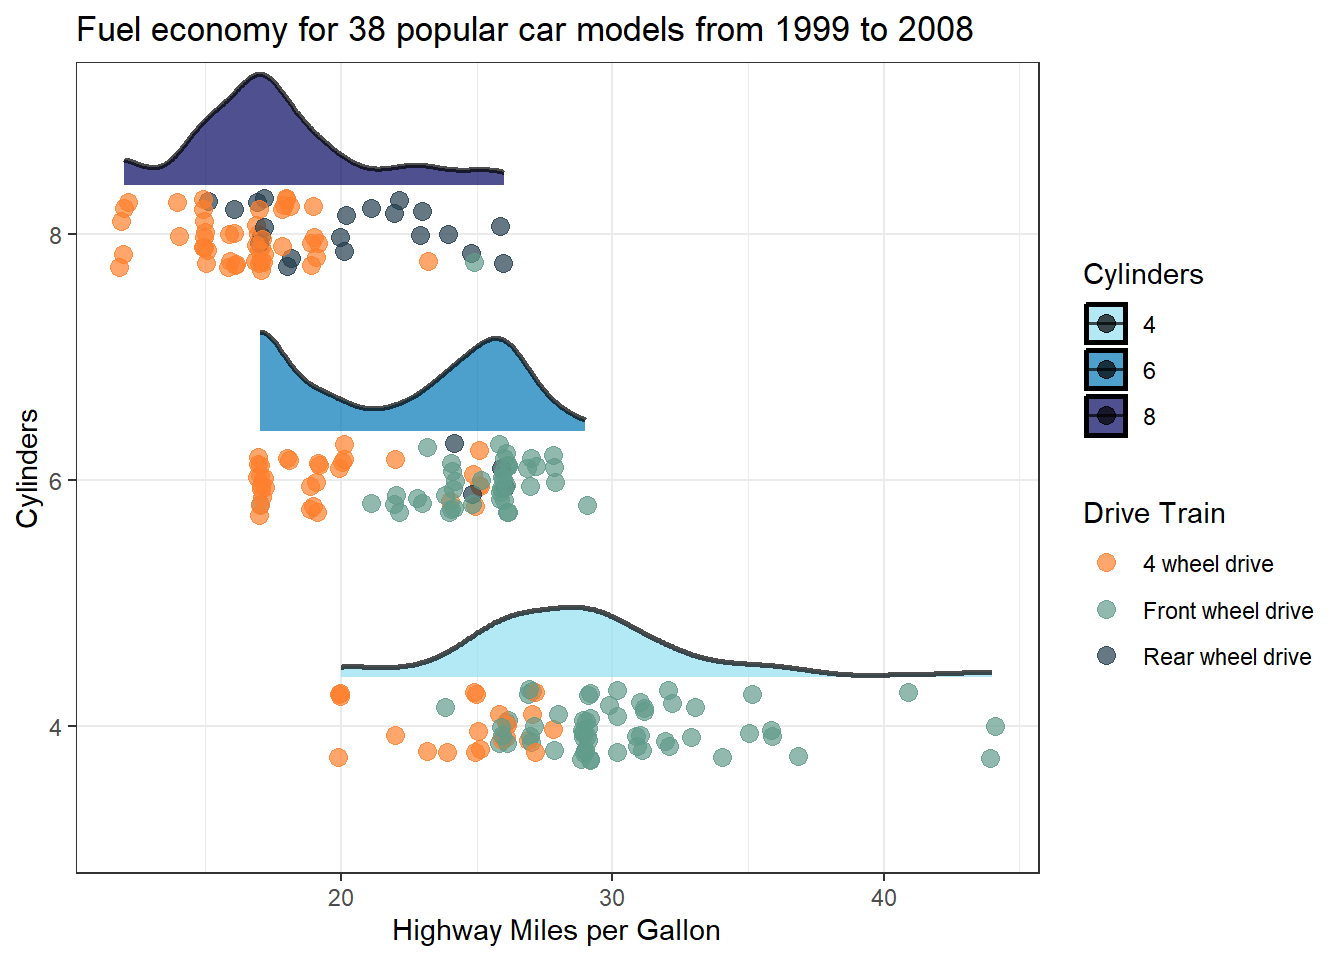 Fuel economy for 38 popular car models from 1999 to 2008
8
6
4
Cylinders
20
30
40
Highway Miles per Gallon
Cylinders
4
6
8
Drive Train
4 wheel drive
Front wheel drive
Rear wheel drive